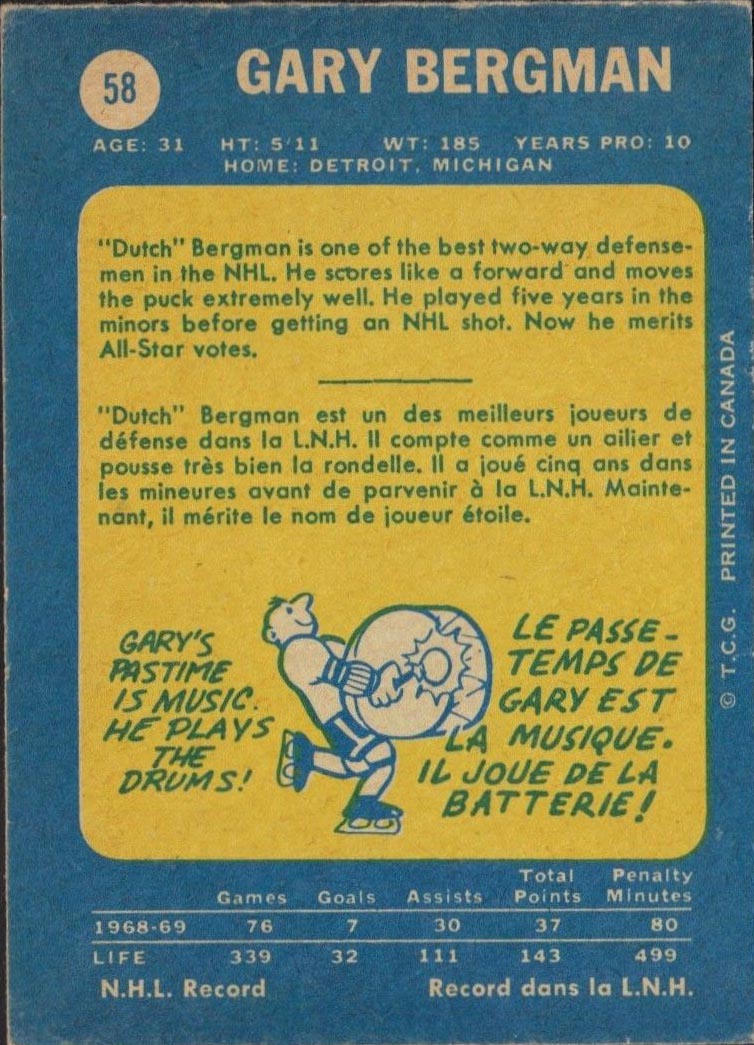 58
GARY BERGMAN
AGE: 31 HT: 5'11 WT: 185 YEARS PRO: 10
HOME: DETROIT, MICHIGAN
"Dutch" Bergman is one of the best two-way defense-
men in the NHL. He scores like a forward and moves
the puck extremely well. He played five years in the
minors before getting an NHL shot. Now he merits
All-Star votes.
"Dutch" Bergman est un des meilleurs joueurs de
défense dans la L.N.H. Il compte comme un ailier et
pousse très bien la rondelle. Il a joué cinq ans dans
les mineures avant de parvenir à la L.N.H. Mainte-
nant, il mérite le nom de joueur étoile.
GARY'S
PASTIME
IS MUSIC.
HE PLAYS
THE
DRUMS!
LE PASSE-
TEMPS DE
GARY EST
LA MUSIQUE.
IL JOUE DE LA
BATTERIE!
© T.C.G. PRINTED IN CANADA
Games Goals Assists Total Points Penalty Minutes
1968-69 76 7 30 37 80
LIFE 339 32 111 143 499
N.H.L. Record Record dans la L.N.H.